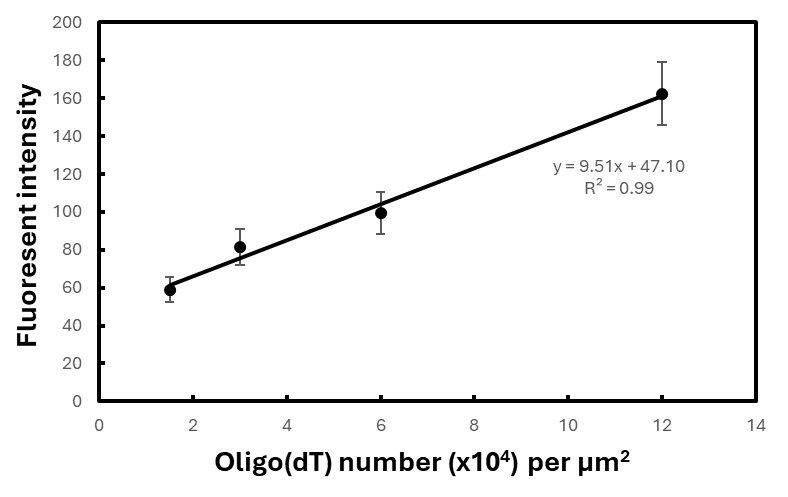 200
180
160
140
120
100
80
60
40
20
0
Fluoresent intensity
y = 9.51x + 47.10
R² = 0.99
0 2 4 6 8 10 12 14
Oligo(dT) number (x10⁴) per µm²